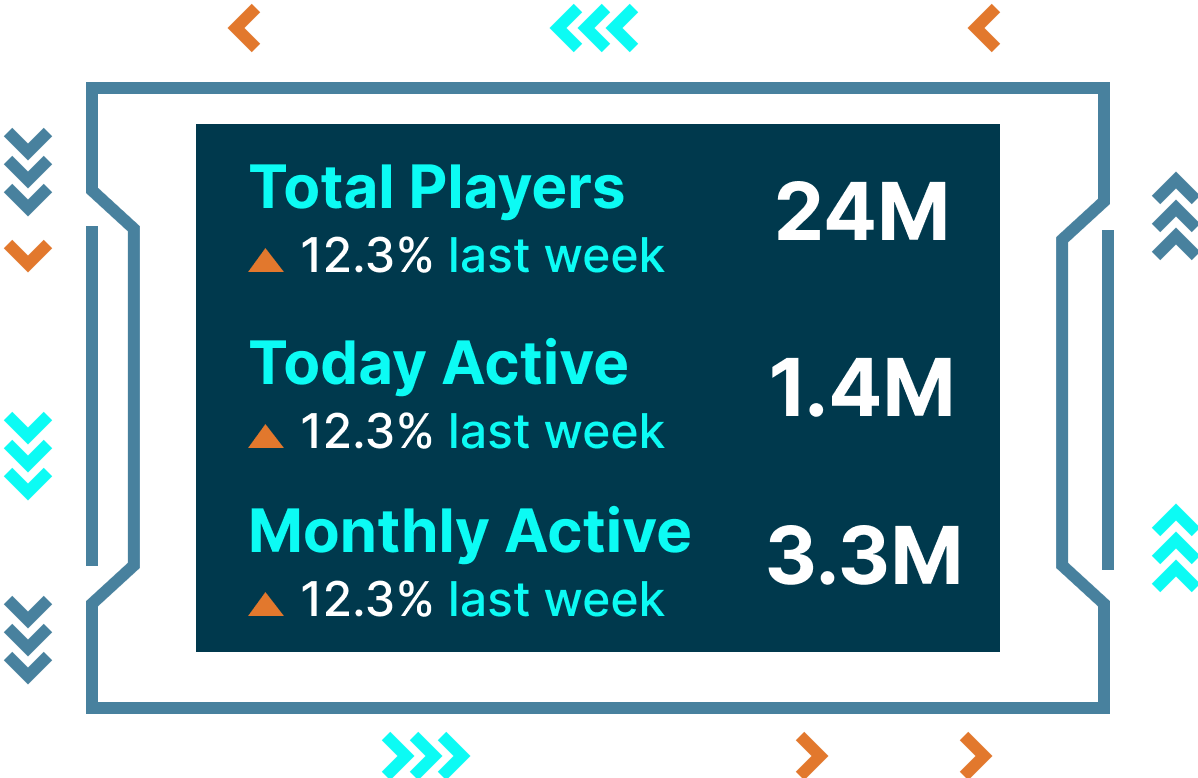 Total Players
24M
12.3% last week
Today Active
1.4M
12.3% last week
Monthly Active
3.3M
12.3% last week